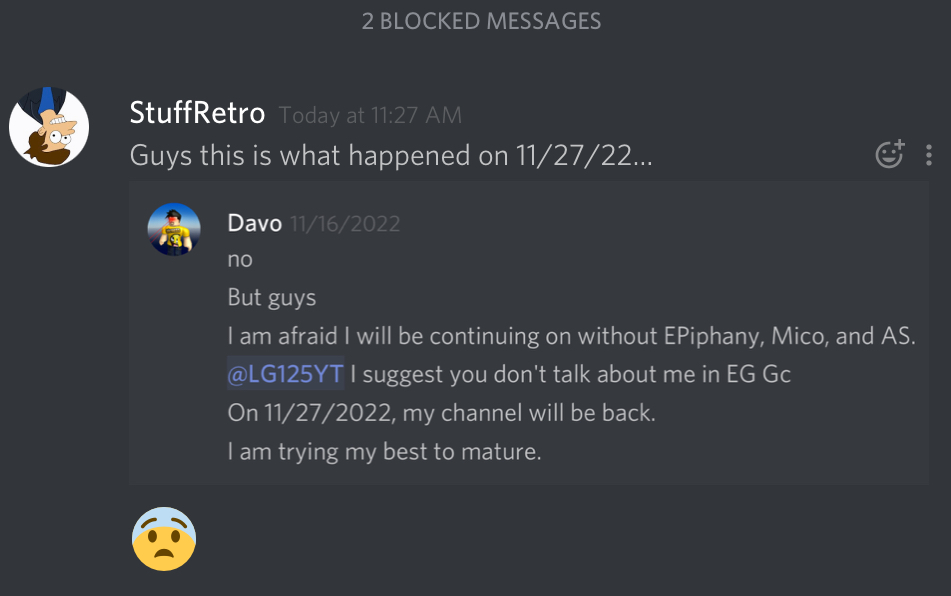 2 BLOCKED MESSAGES
StuffRetro Today at 11:27 AM
Guys this is what happened on 11/27/22...
Davo 11/16/2022
no
But guys
I am afraid I will be continuing on without EPiphany, Mico, and AS.
@LG125YT I suggest you don't talk about me in EG Gc
On 11/27/2022, my channel will be back.
I am trying my best to mature.